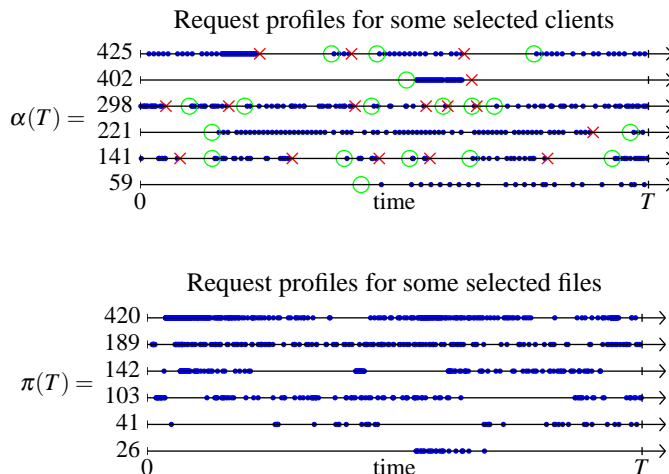 Request profiles for some selected clients
425
402
298
α(T) =
221
141
59
0 time T
Request profiles for some selected files
420
189
142
π(T) =
103
41
26
0 time T